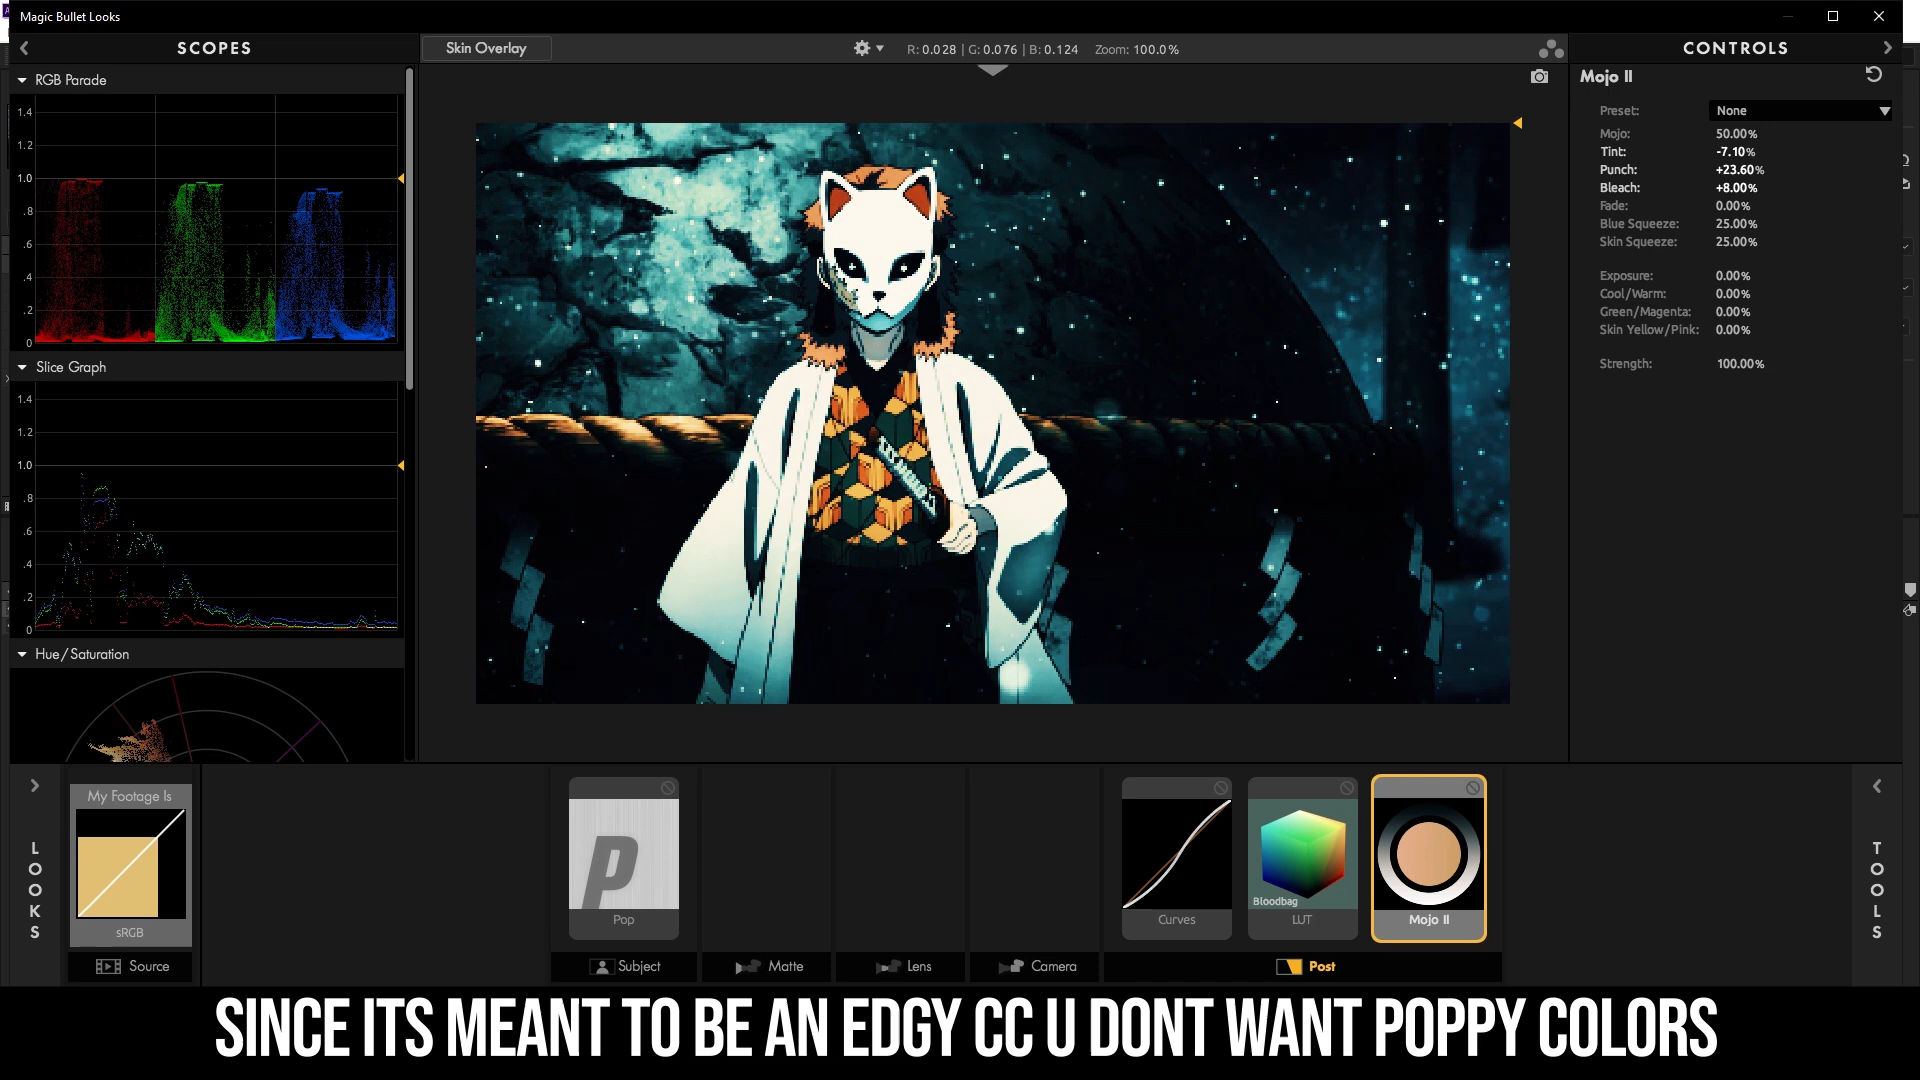 Magic Bullet Looks
SCOPES
Skin Overlay
R: 0.028 | G: 0.076 | B: 0.124 Zoom: 100.0%
CONTROLS
RGB Parade
1.4
1.2
1.0
.8
.6
.4
.2
0
Slice Graph
1.4
1.2
1.0
.8
.6
.4
.2
0
Hue/Saturation
Mojo II
Preset: None
Mojo: 50.00%
Tint: -7.10%
Punch: +23.60%
Bleach: +8.00%
Fade: 0.00%
Blue Squeeze: 25.00%
Skin Squeeze: 25.00%
Exposure: 0.00%
Cool/Warm: 0.00%
Green/Magenta: 0.00%
Skin Yellow/Pink: 0.00%
Strength: 100.00%
LOOKS
My Footage Is
sRGB
Source
P
Pop
Subject
Matte
Lens
Camera
Curves
Bloodbag
LUT
Mojo II
Post
TOOLS
SINCE ITS MEANT TO BE AN EDGY CC U DONT WANT POPPY COLORS